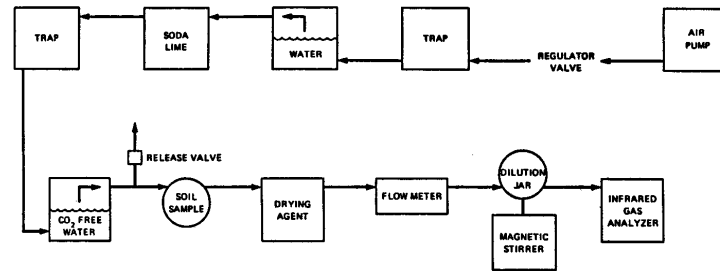 TRAP
SODA
LIME
WATER
TRAP
REGULATOR
VALVE
AIR
PUMP
RELEASE VALVE
CO₂ FREE
WATER
SOIL
SAMPLE
DRYING
AGENT
FLOW METER
DILUTION
JAR
MAGNETIC
STIRRER
INFRARED
GAS
ANALYZER